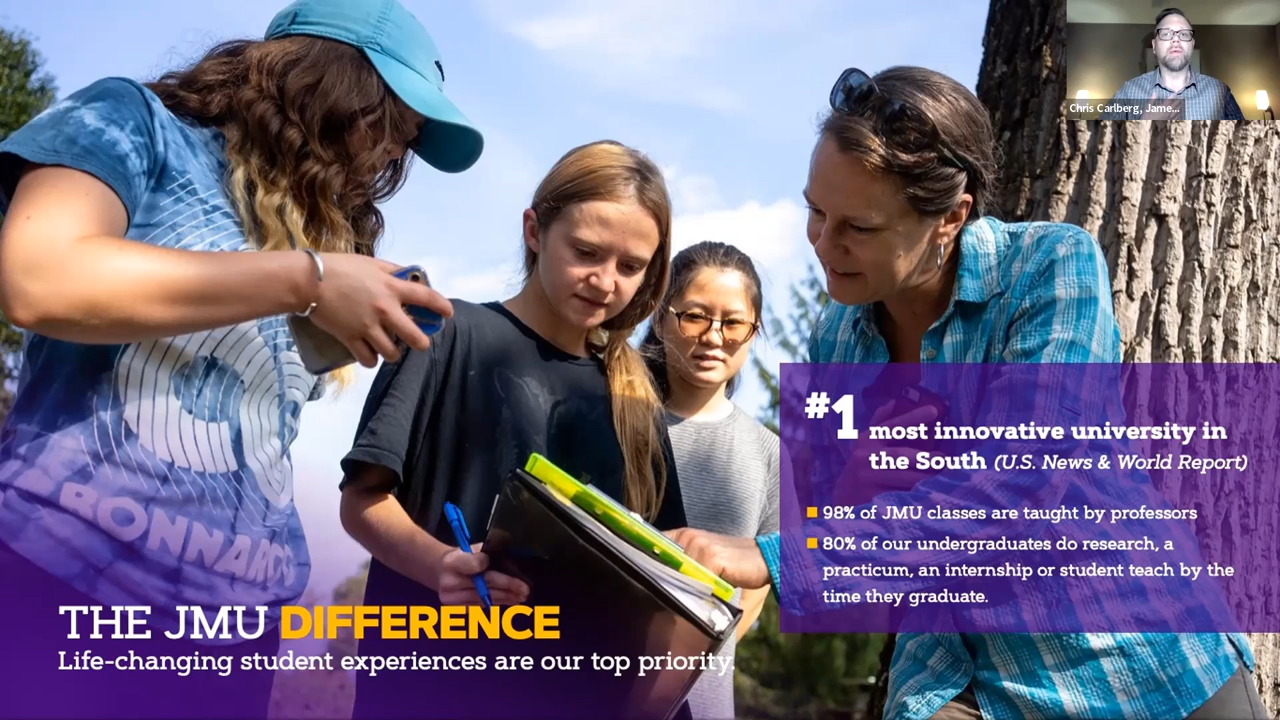 Chris Carlberg, Jame...
#1 most innovative university in
the South (U.S. News & World Report)
98% of JMU classes are taught by professors
80% of our undergraduates do research, a
practicum, an internship or student teach by the
time they graduate.
THE JMU DIFFERENCE
Life-changing student experiences are our top priority.